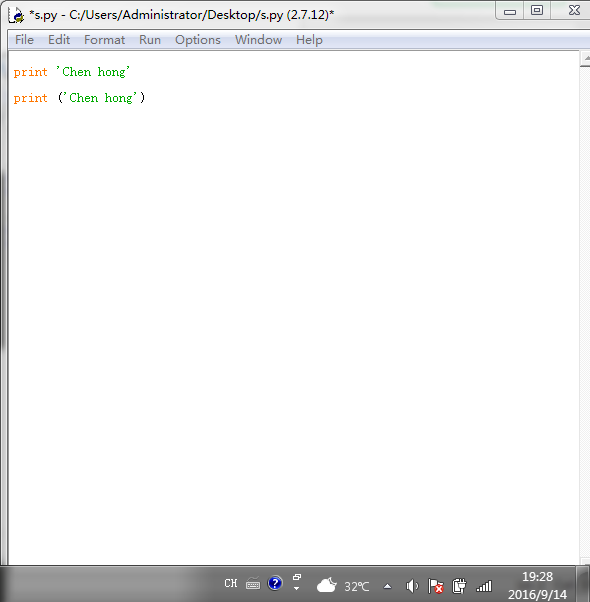 *s.py - C:/Users/Administrator/Desktop/s.py (2.7.12)*
File Edit Format Run Options Window Help
print 'Chen hong'
print ('Chen hong')
CH
32℃
19:28
2016/9/14